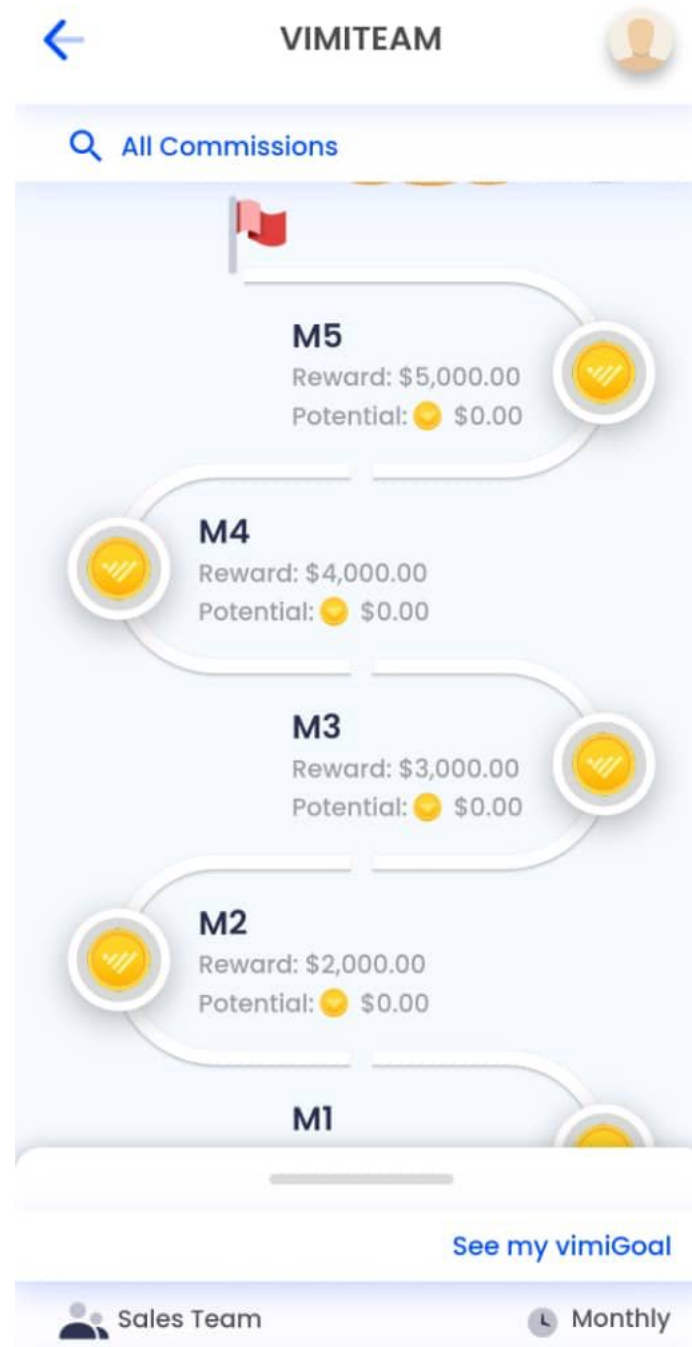 VIMITEAM
All Commissions
M5
Reward: $5,000.00
Potential: $0.00
M4
Reward: $4,000.00
Potential: $0.00
M3
Reward: $3,000.00
Potential: $0.00
M2
Reward: $2,000.00
Potential: $0.00
M1
See my vimiGoal
Sales Team
Monthly